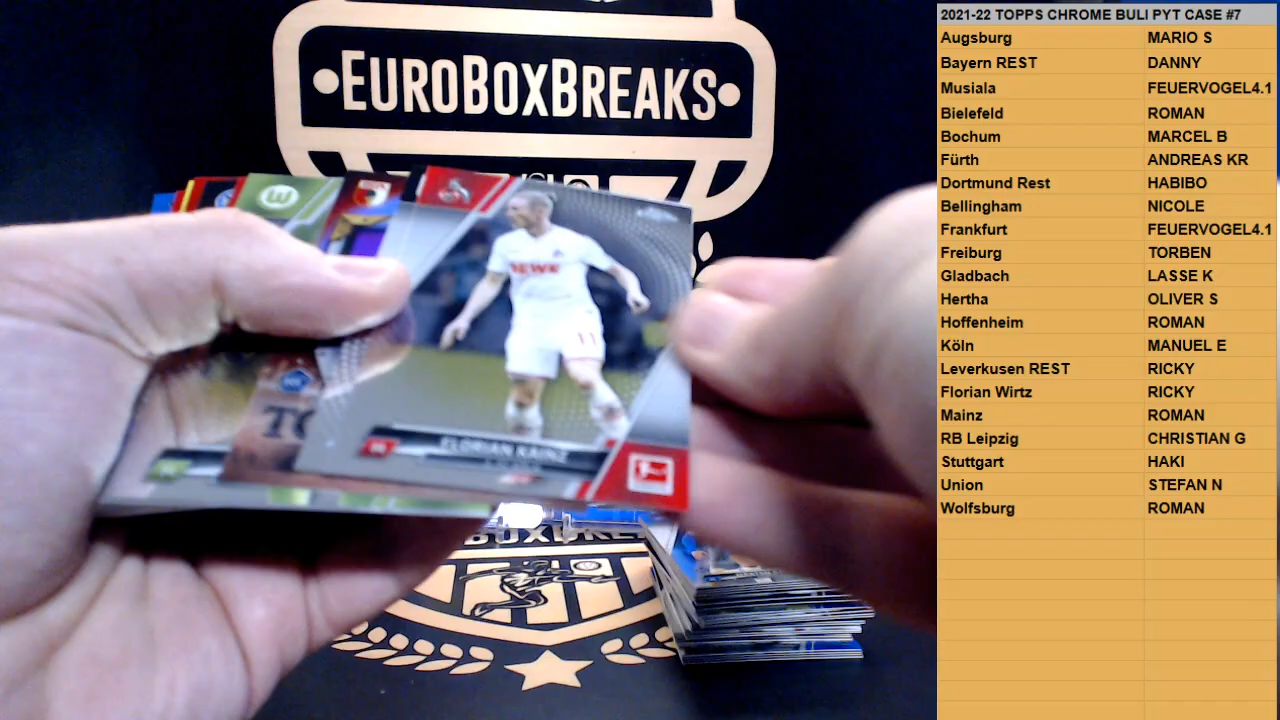 EUROBOXBREAKS
REWE
11
FLORIAN KAINZ
2021-22 TOPPS CHROME BULI PYT CASE #7
Augsburg MARIO S
Bayern REST DANNY
Musiala FEUERVOGEL4.1
Bielefeld ROMAN
Bochum MARCEL B
Fürth ANDREAS KR
Dortmund Rest HABIBO
Bellingham NICOLE
Frankfurt FEUERVOGEL4.1
Freiburg TORBEN
Gladbach LASSE K
Hertha OLIVER S
Hoffenheim ROMAN
Köln MANUEL E
Leverkusen REST RICKY
Florian Wirtz RICKY
Mainz ROMAN
RB Leipzig CHRISTIAN G
Stuttgart HAKI
Union STEFAN N
Wolfsburg ROMAN